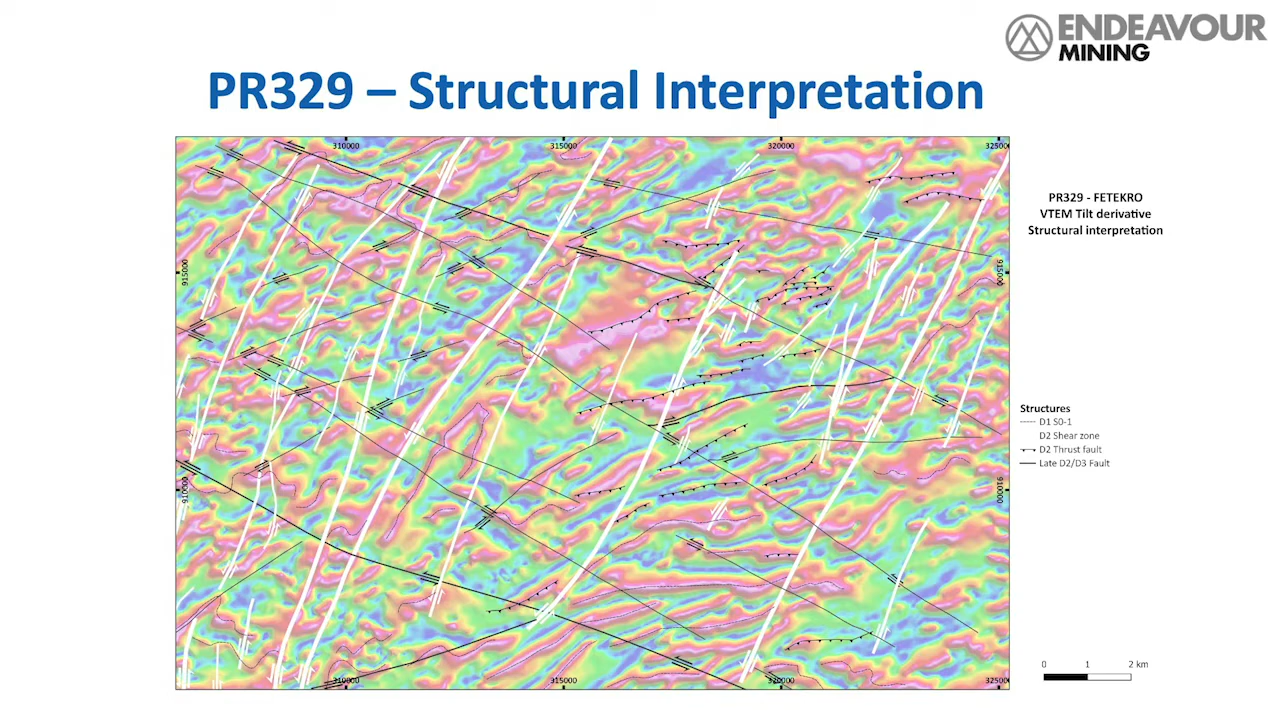 ENDEAVOUR
MINING
PR329 – Structural Interpretation
310000 315000 320000 325000
PR329 - FETEKRO
VTEM Tilt derivative
Structural interpretation
915000 915000
Structures
D1 S0-1
D2 Shear zone
D2 Thrust fault
Late D2/D3 Fault
910000 910000
0 1 2 km
310000 315000 320000 325000